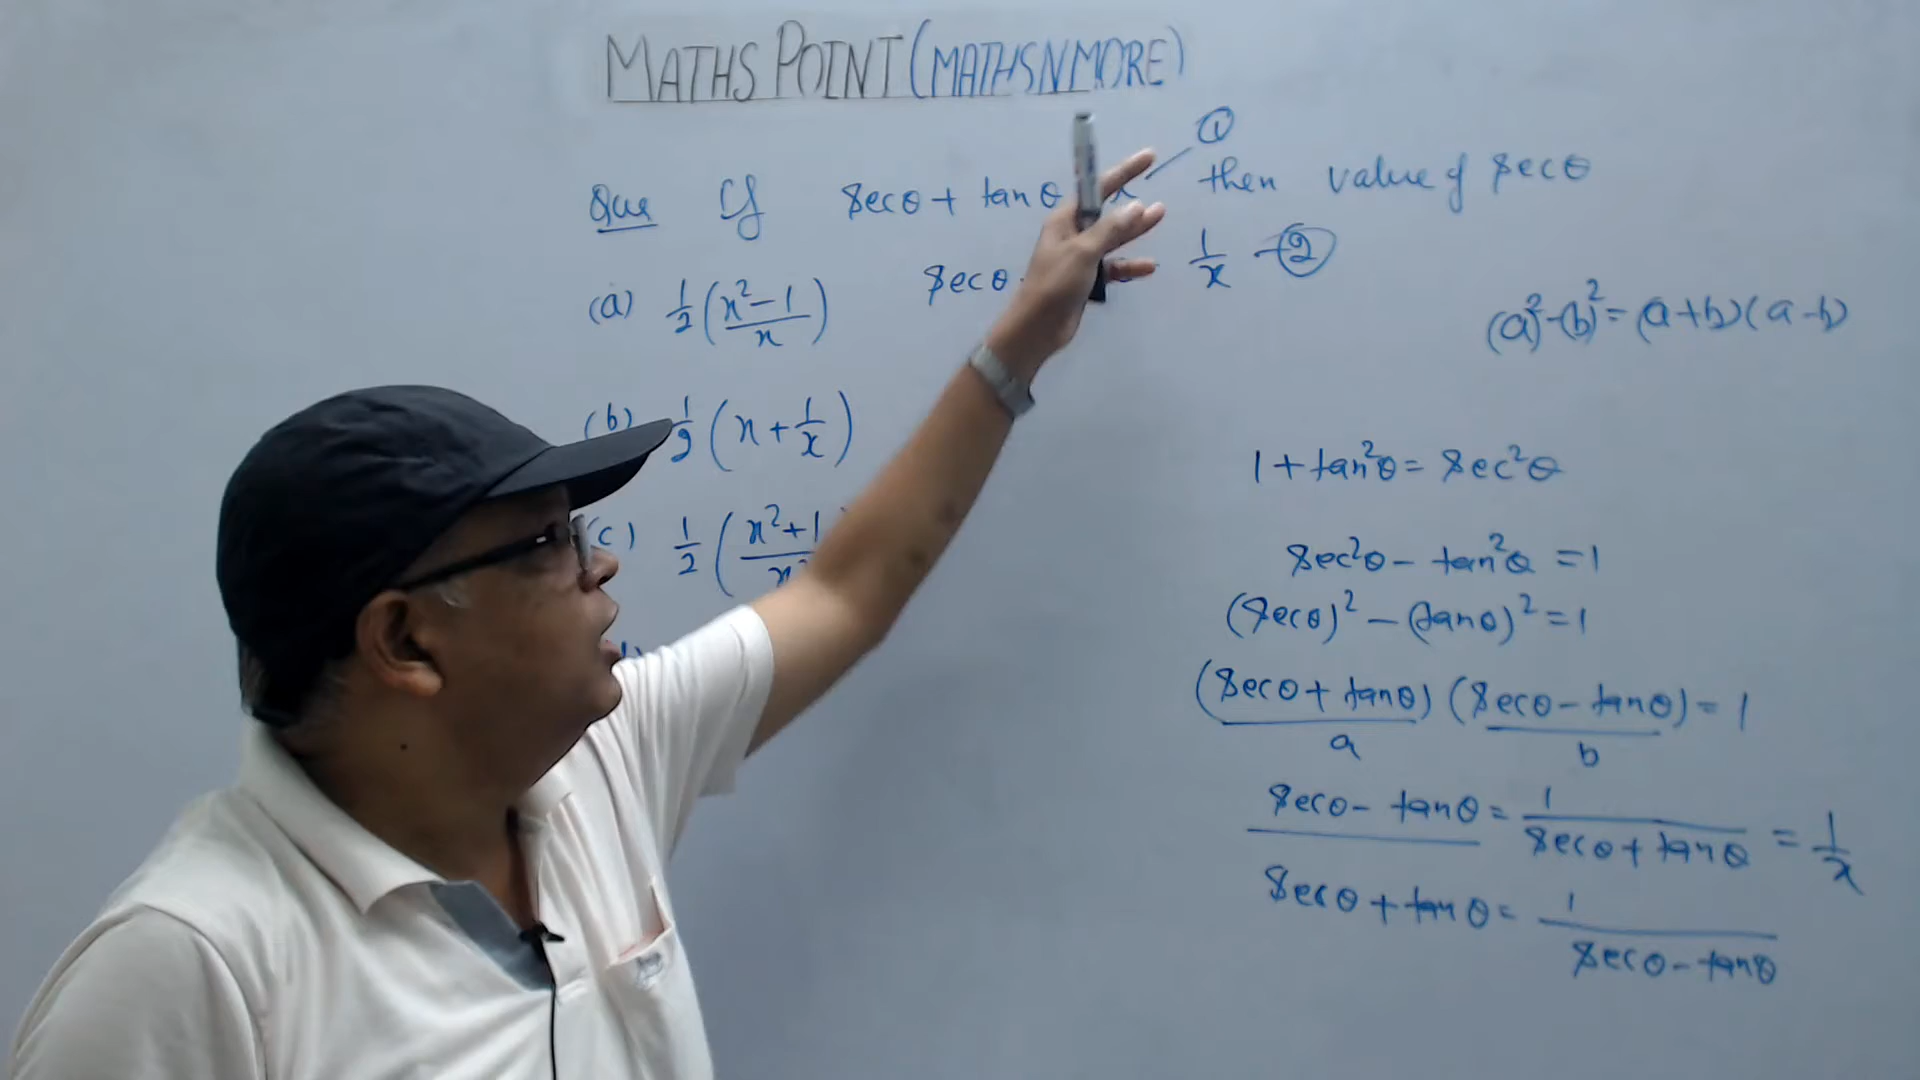 MATHS POINT (MATHSNMORE)
①
Que If secθ + tanθ x then value of secθ
secθ 1/x - ②
(a) 1/2 (x² - 1 / x)
(a)² - (b)² = (a + b)(a - b)
(b) 1/2 (x + 1/x)
1 + tan²θ = sec²θ
(c) 1/2 (x² + 1
sec²θ - tan²θ = 1
(secθ)² - (tanθ)² = 1
(secθ + tanθ) (secθ - tanθ) = 1
a b
secθ - tanθ = 1 / secθ + tanθ = 1/x
secθ + tanθ = 1 / secθ - tanθ